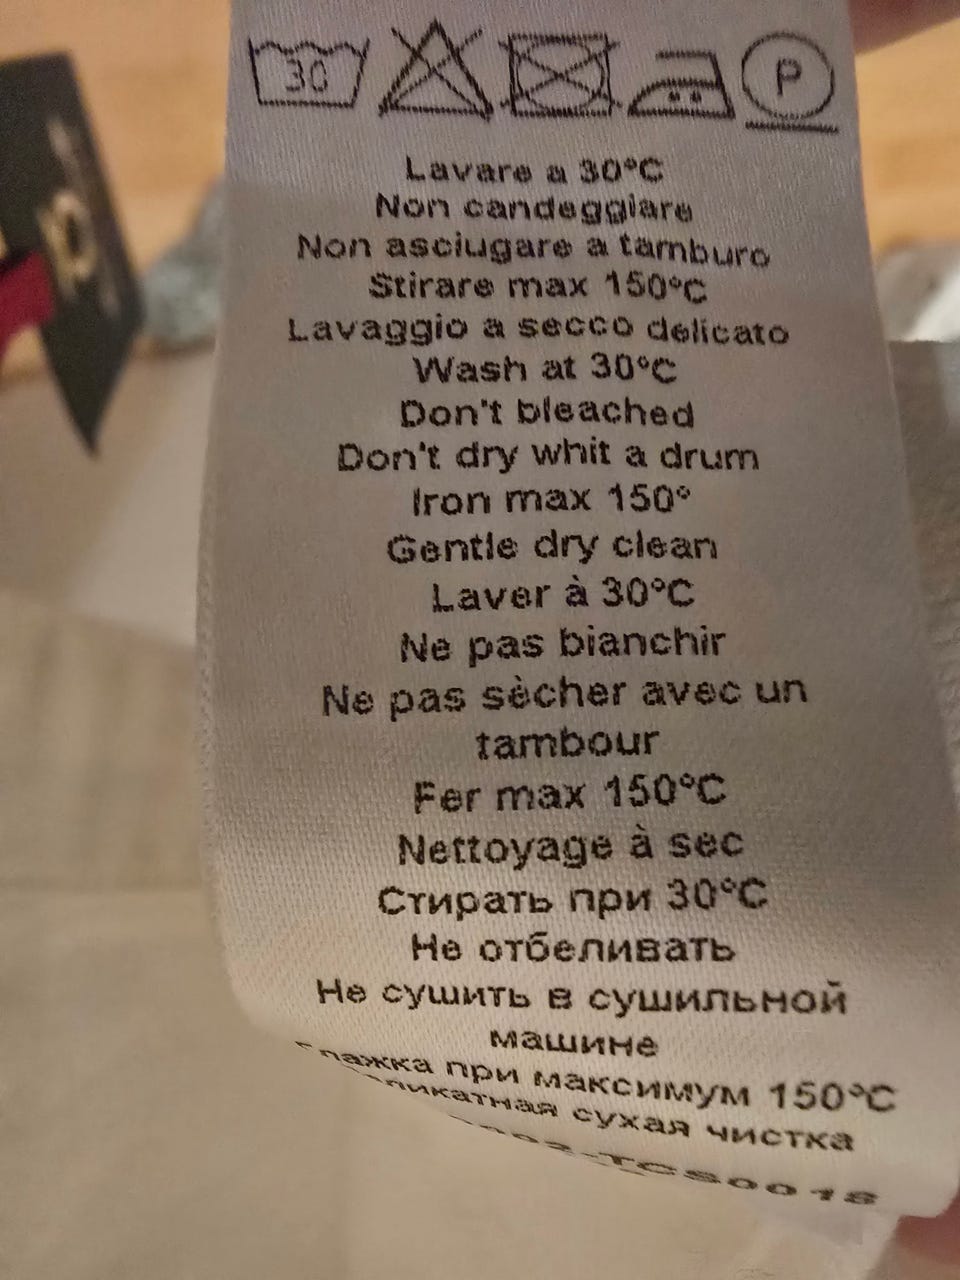 30 P
Lavare a 30°C
Non candeggiare
Non asciugare a tamburo
Stirare max 150°C
Lavaggio a secco delicato
Wash at 30°C
Don't bleached
Don't dry whit a drum
Iron max 150°
Gentle dry clean
Laver à 30°C
Ne pas bianchir
Ne pas sècher avec un
tambour
Fer max 150°C
Nettoyage à sec
Стирать при 30°C
Не отбеливать
Не сушить в сушильной
машине
при максимум 150°C
сухая чистка